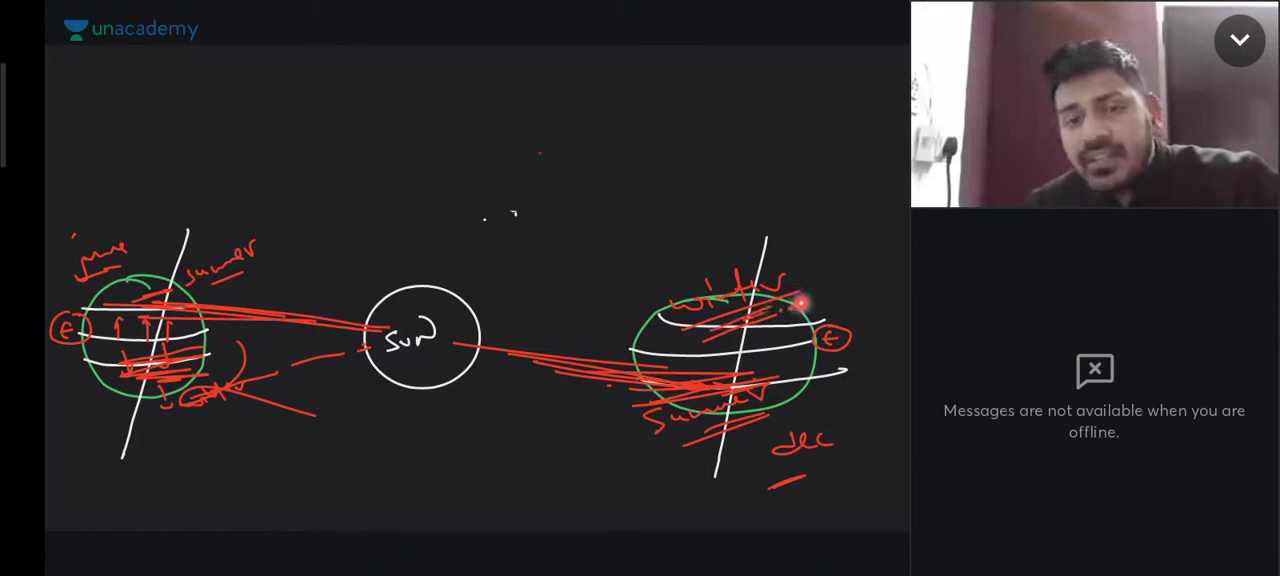 unacademy
june
summer
E
Sun
winter
E
Summer
dec
Messages are not available when you are
offline.